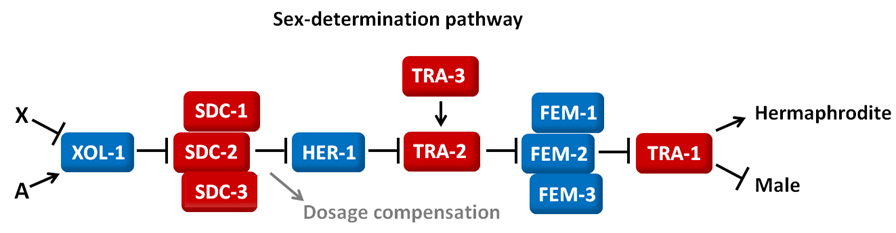 Sex-determination pathway
X
A
XOL-1
SDC-1
SDC-2
SDC-3
Dosage compensation
HER-1
TRA-3
TRA-2
FEM-1
FEM-2
FEM-3
TRA-1
Hermaphrodite
Male